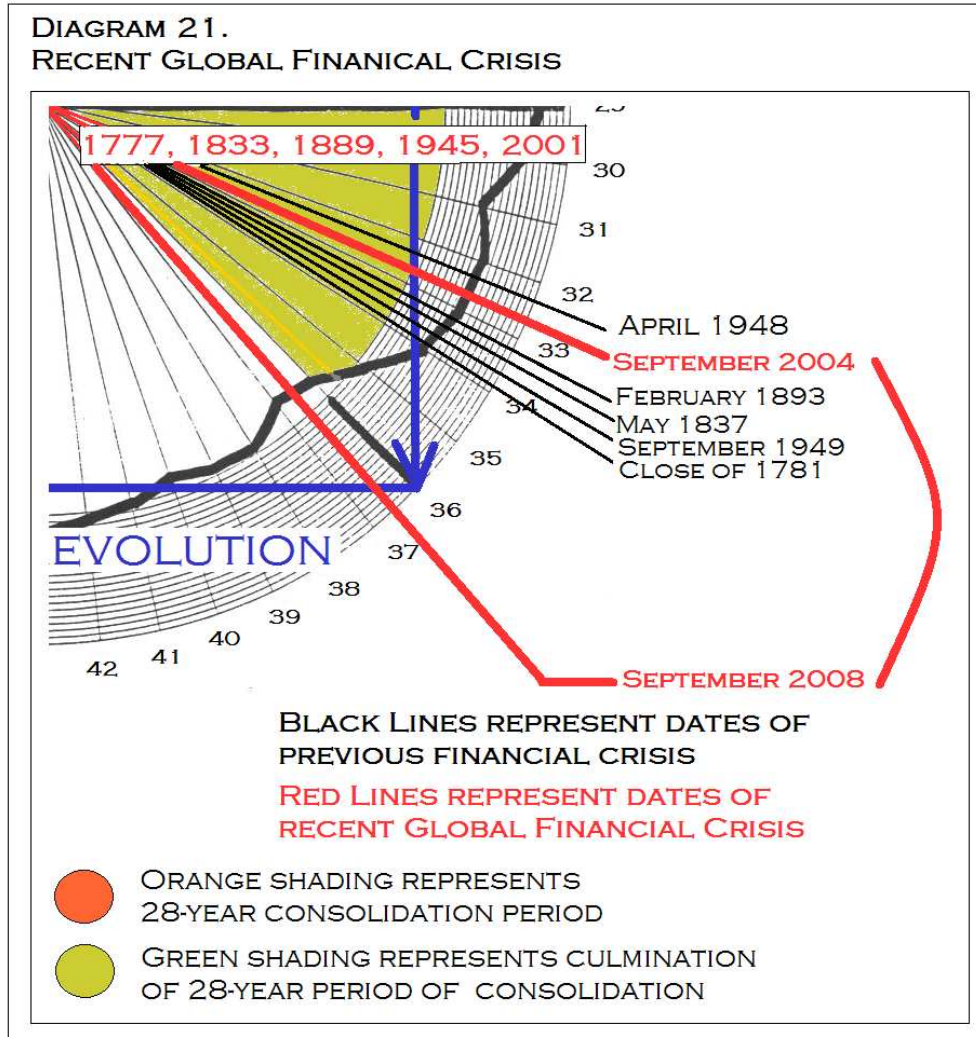 DIAGRAM 21.
RECENT GLOBAL FINANICAL CRISIS
1777, 1833, 1889, 1945, 2001
30
31
32
33
34
35
36
37
38
39
40
41
42
APRIL 1948
SEPTEMBER 2004
FEBRUARY 1893
MAY 1837
SEPTEMBER 1949
CLOSE OF 1781
EVOLUTION
SEPTEMBER 2008
BLACK LINES REPRESENT DATES OF
PREVIOUS FINANCIAL CRISIS
RED LINES REPRESENT DATES OF
RECENT GLOBAL FINANCIAL CRISIS
ORANGE SHADING REPRESENTS
28-YEAR CONSOLIDATION PERIOD
GREEN SHADING REPRESENTS CULMINATION
OF 28-YEAR PERIOD OF CONSOLIDATION